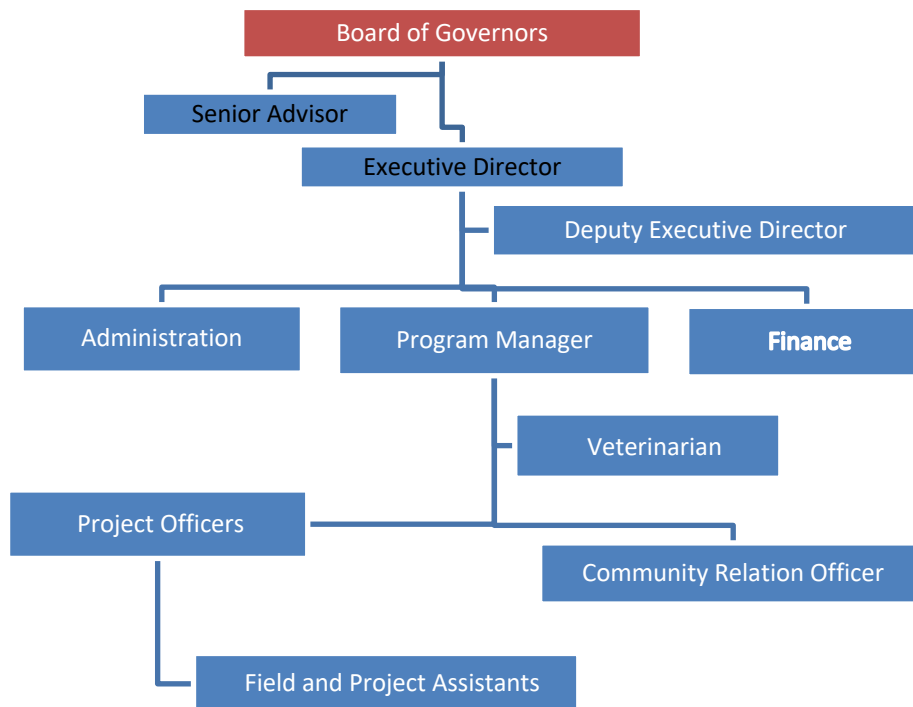 Board of Governors
Senior Advisor
Executive Director
Deputy Executive Director
Administration
Program Manager
Finance
Veterinarian
Project Officers
Community Relation Officer
Field and Project Assistants